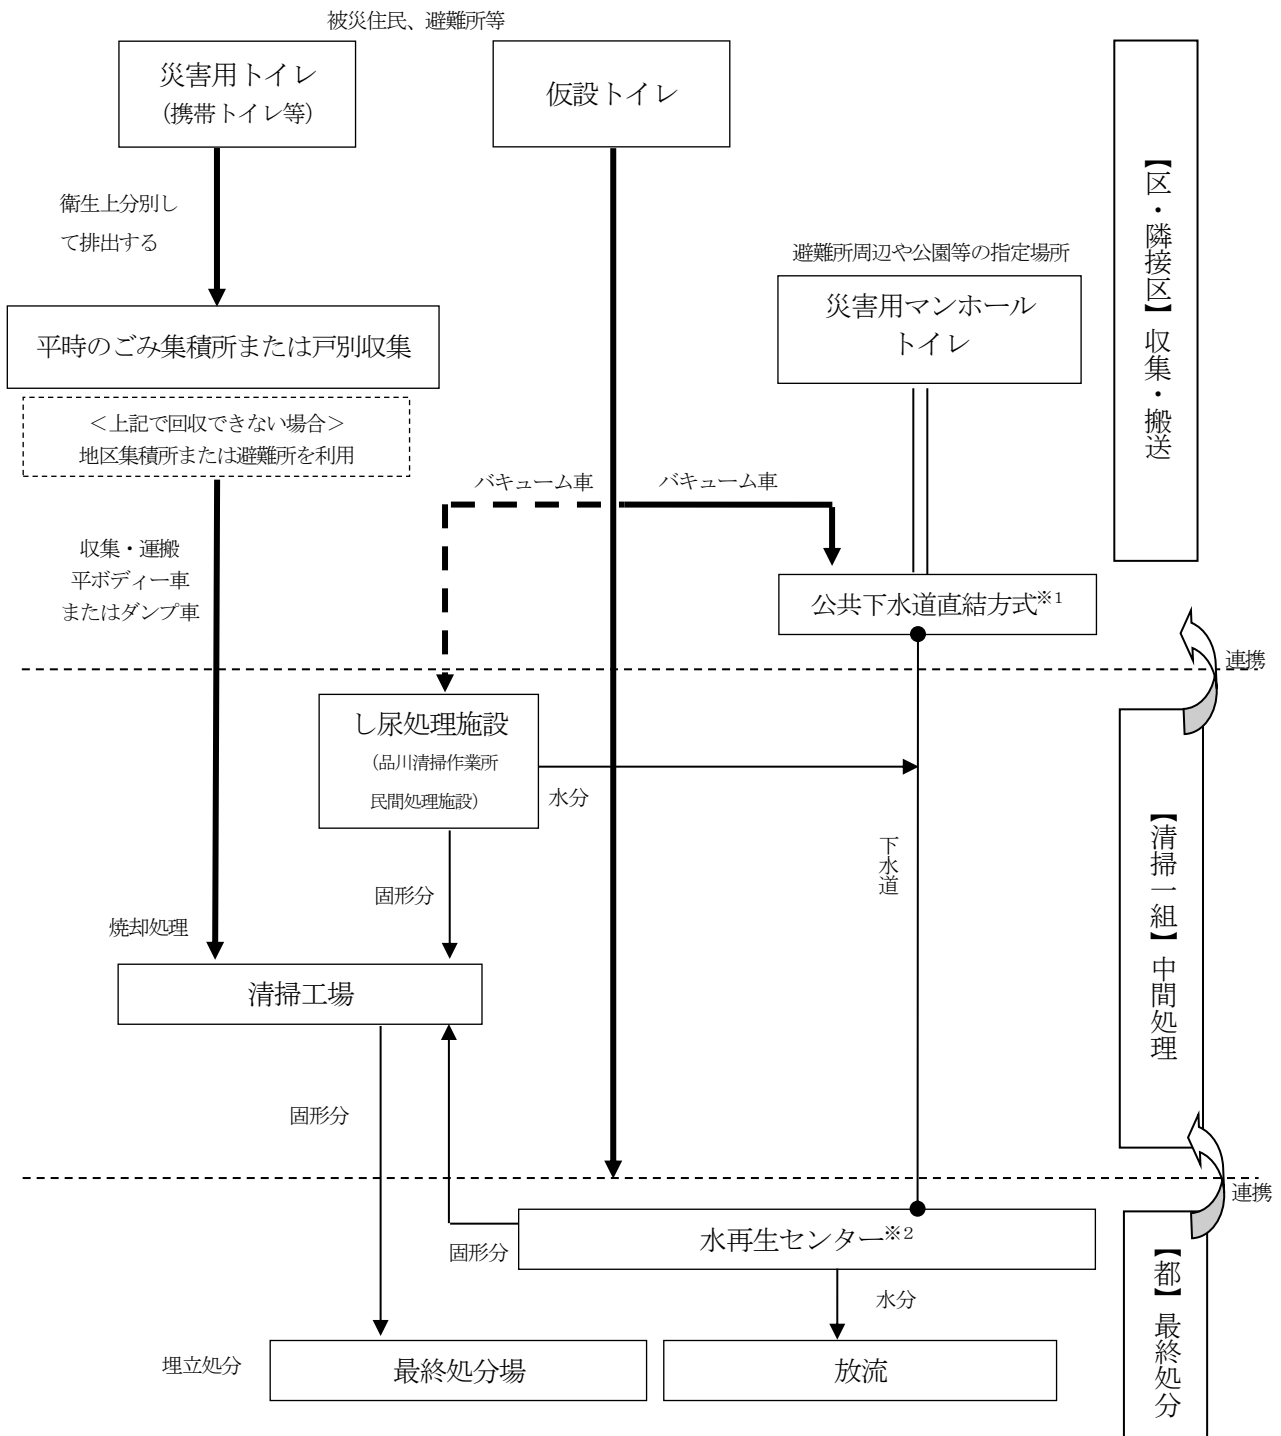 被災住民、避難所等
災害用トイレ
（携帯トイレ等）
仮設トイレ
衛生上分別し
て排出する
避難所周辺や公園等の指定場所
災害用マンホール
トイレ
平時のごみ集積所または戸別収集
＜上記で回収できない場合＞
地区集積所または避難所を利用
バキューム車
バキューム車
収集・運搬
平ボディー車
またはダンプ車
公共下水道直結方式※1
【区・隣接区】収集・搬送
連携
し尿処理施設
（品川清掃作業所
民間処理施設）
水分
下水道
固形分
焼却処理
清掃工場
【清掃一組】中間処理
固形分
連携
水再生センター※2
固形分
水分
埋立処分
最終処分場
放流
【都】最終処分